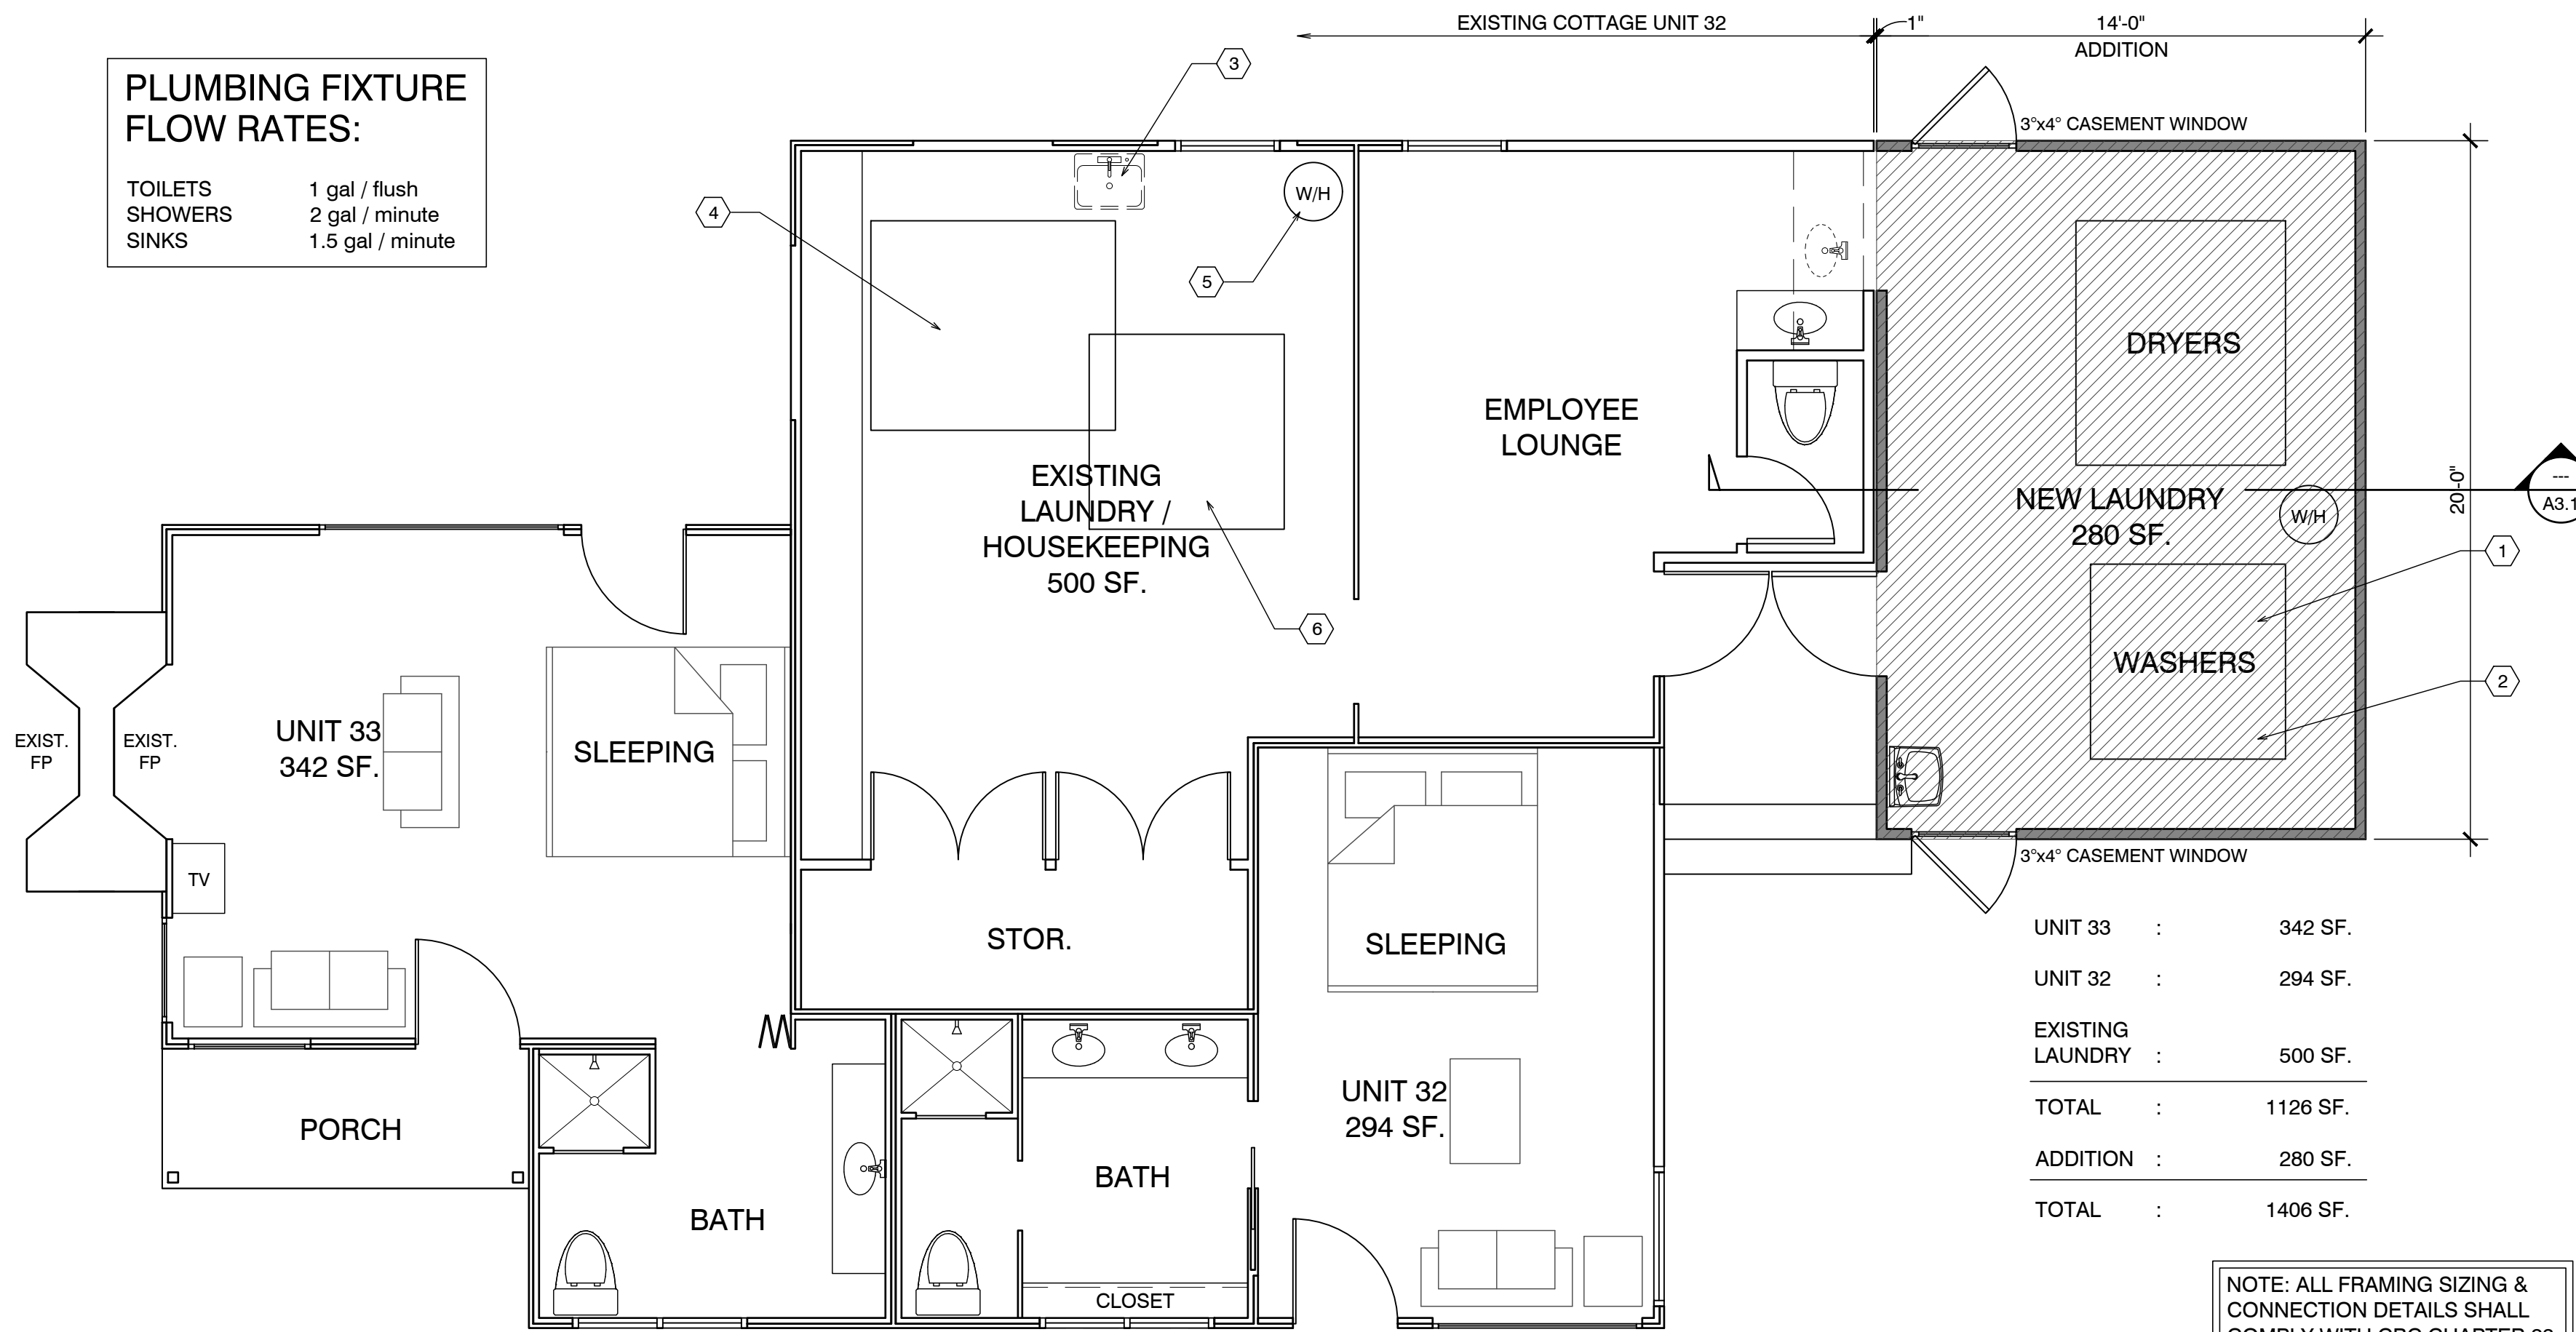 EXISTING COTTAGE UNIT 32
1"
14'-0"
ADDITION
PLUMBING FIXTURE
FLOW RATES:
TOILETS 1 gal / flush
SHOWERS 2 gal / minute
SINKS 1.5 gal / minute
3
3°x4° CASEMENT WINDOW
4
W/H
5
DRYERS
EMPLOYEE
LOUNGE
EXISTING
LAUNDRY /
HOUSEKEEPING
500 SF.
NEW LAUNDRY
280 SF.
W/H
20'-0"
---
A3.1
1
6
WASHERS
2
UNIT 33
342 SF.
SLEEPING
EXIST.
FP
EXIST.
FP
TV
3°x4° CASEMENT WINDOW
STOR.
SLEEPING
UNIT 33 : 342 SF.
UNIT 32 : 294 SF.
EXISTING
LAUNDRY : 500 SF.
TOTAL : 1126 SF.
ADDITION : 280 SF.
TOTAL : 1406 SF.
UNIT 32
294 SF.
PORCH
BATH
BATH
CLOSET
NOTE: ALL FRAMING SIZING &
CONNECTION DETAILS SHALL